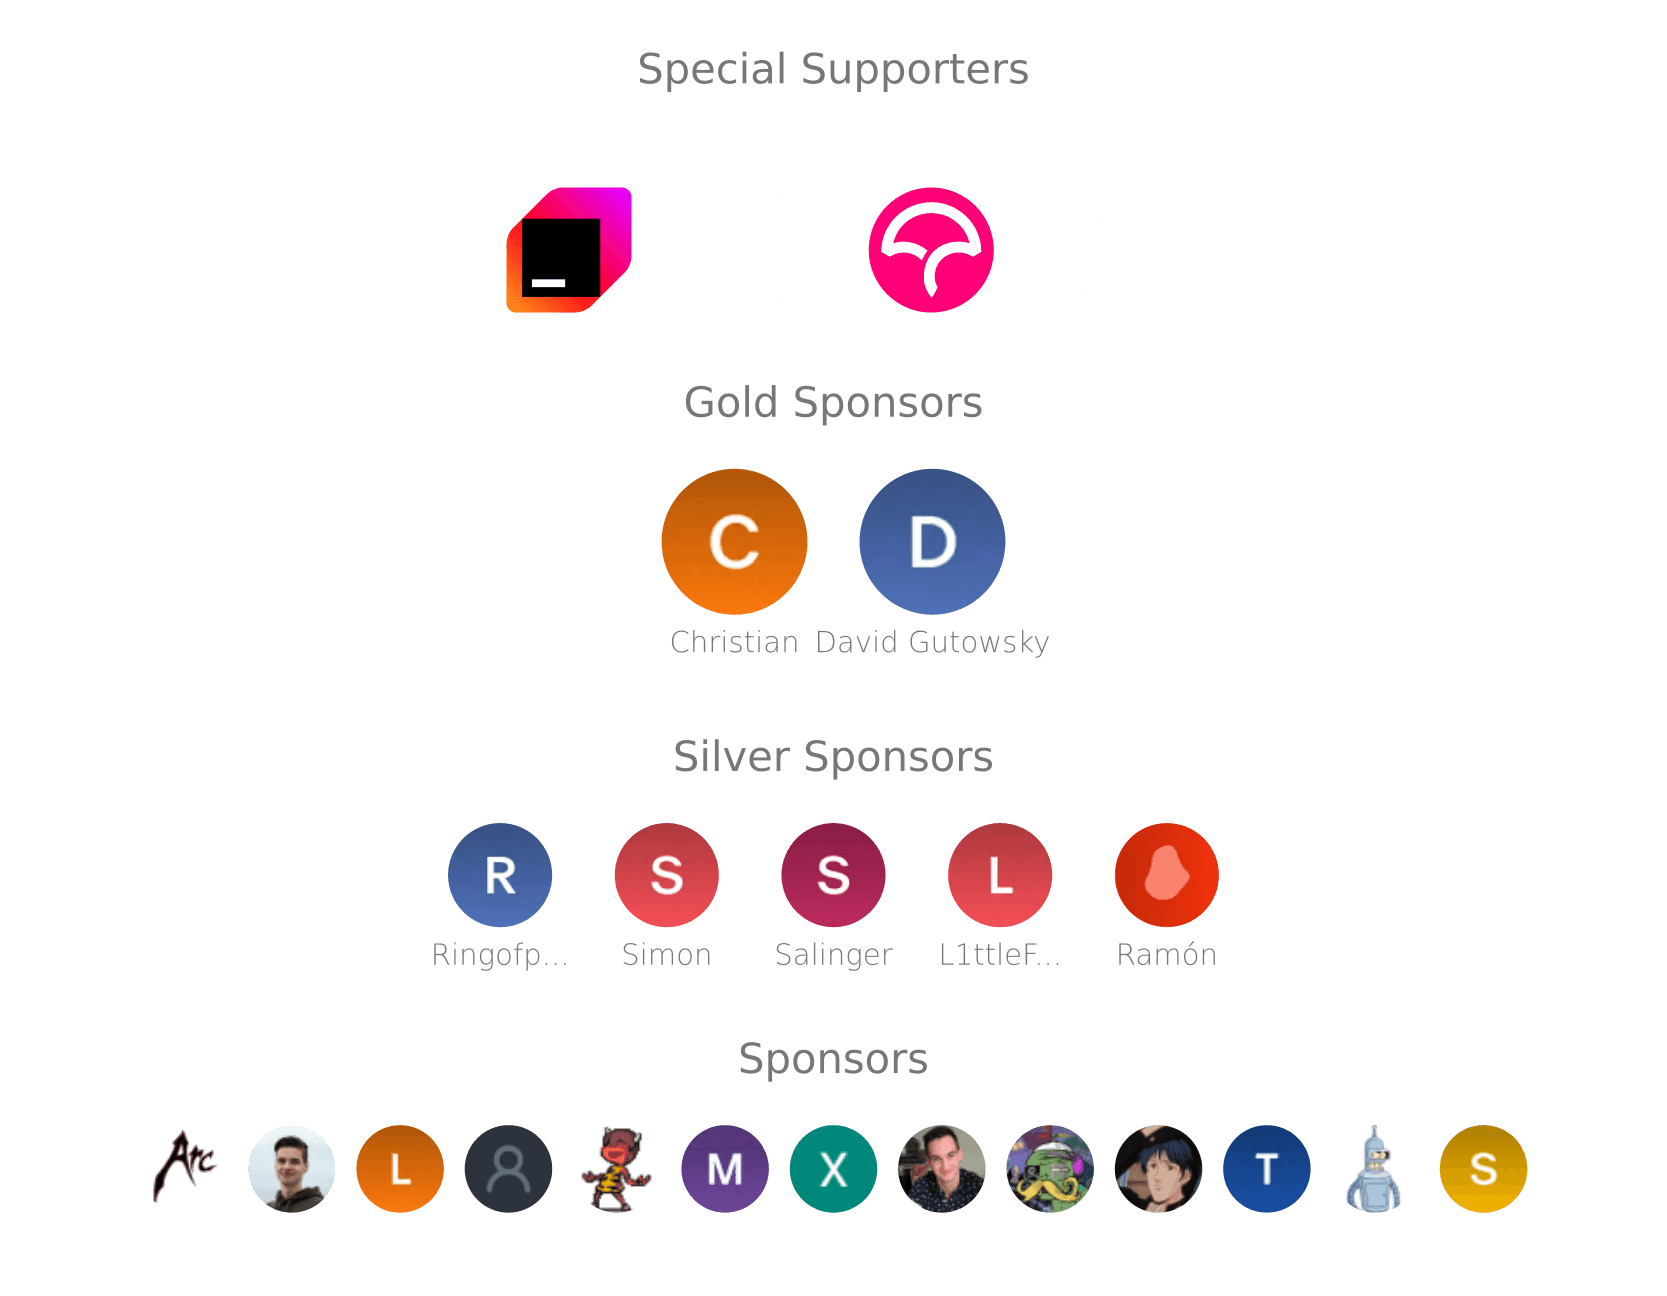 Special Supporters
Gold Sponsors
C D
Christian David Gutowsky
Silver Sponsors
R S S L
Ringofp... Simon Salinger L1ttleF... Ramón
Sponsors
Arc L M X T S